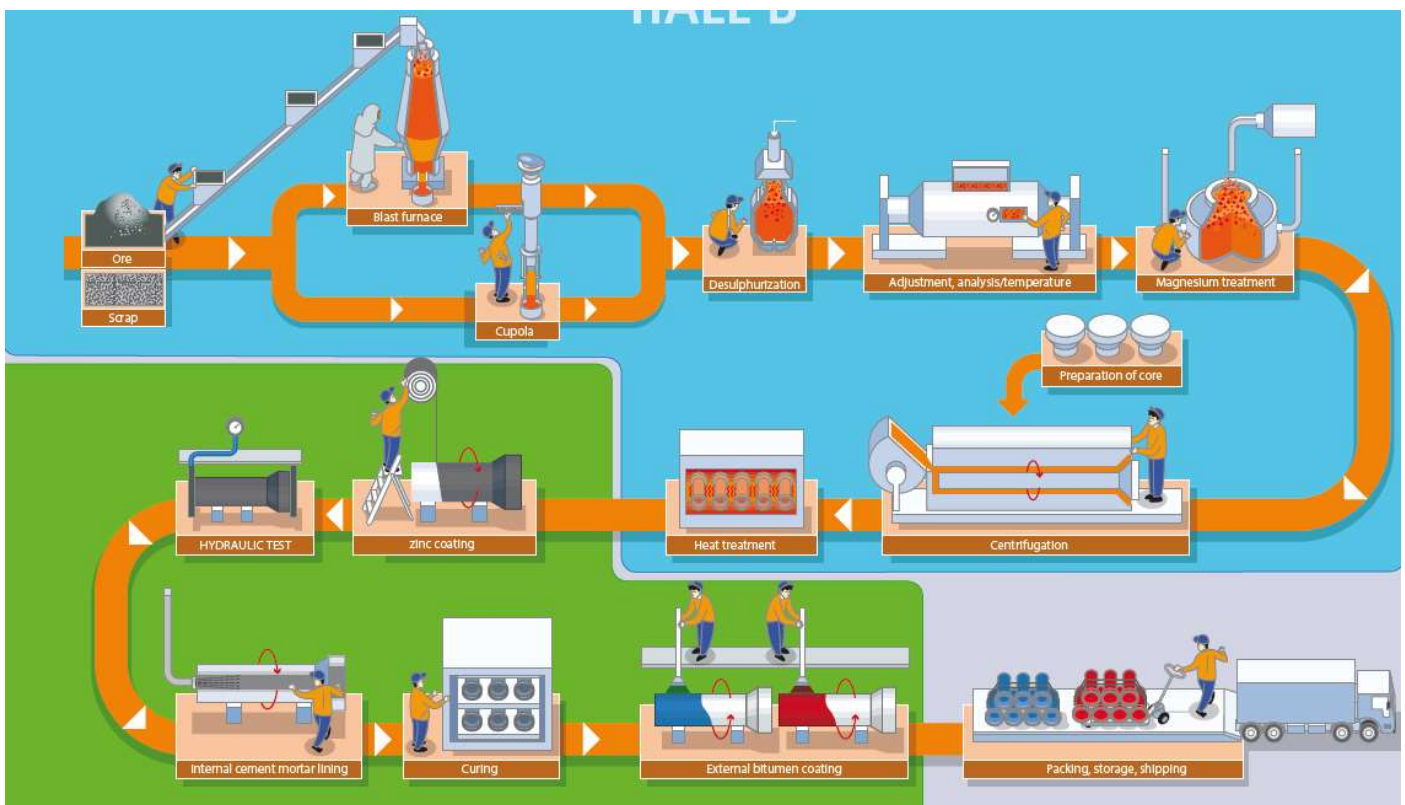 HALL B
Blast furnace
Ore
Scrap
Cupola
Desulphurization
Adjustment, analysis/temperature
Magnesium treatment
Preparation of core
HYDRAULIC TEST
zinc coating
Heat treatment
Centrifugation
Internal cement mortar lining
Curing
External bitumen coating
Packing, storage, shipping